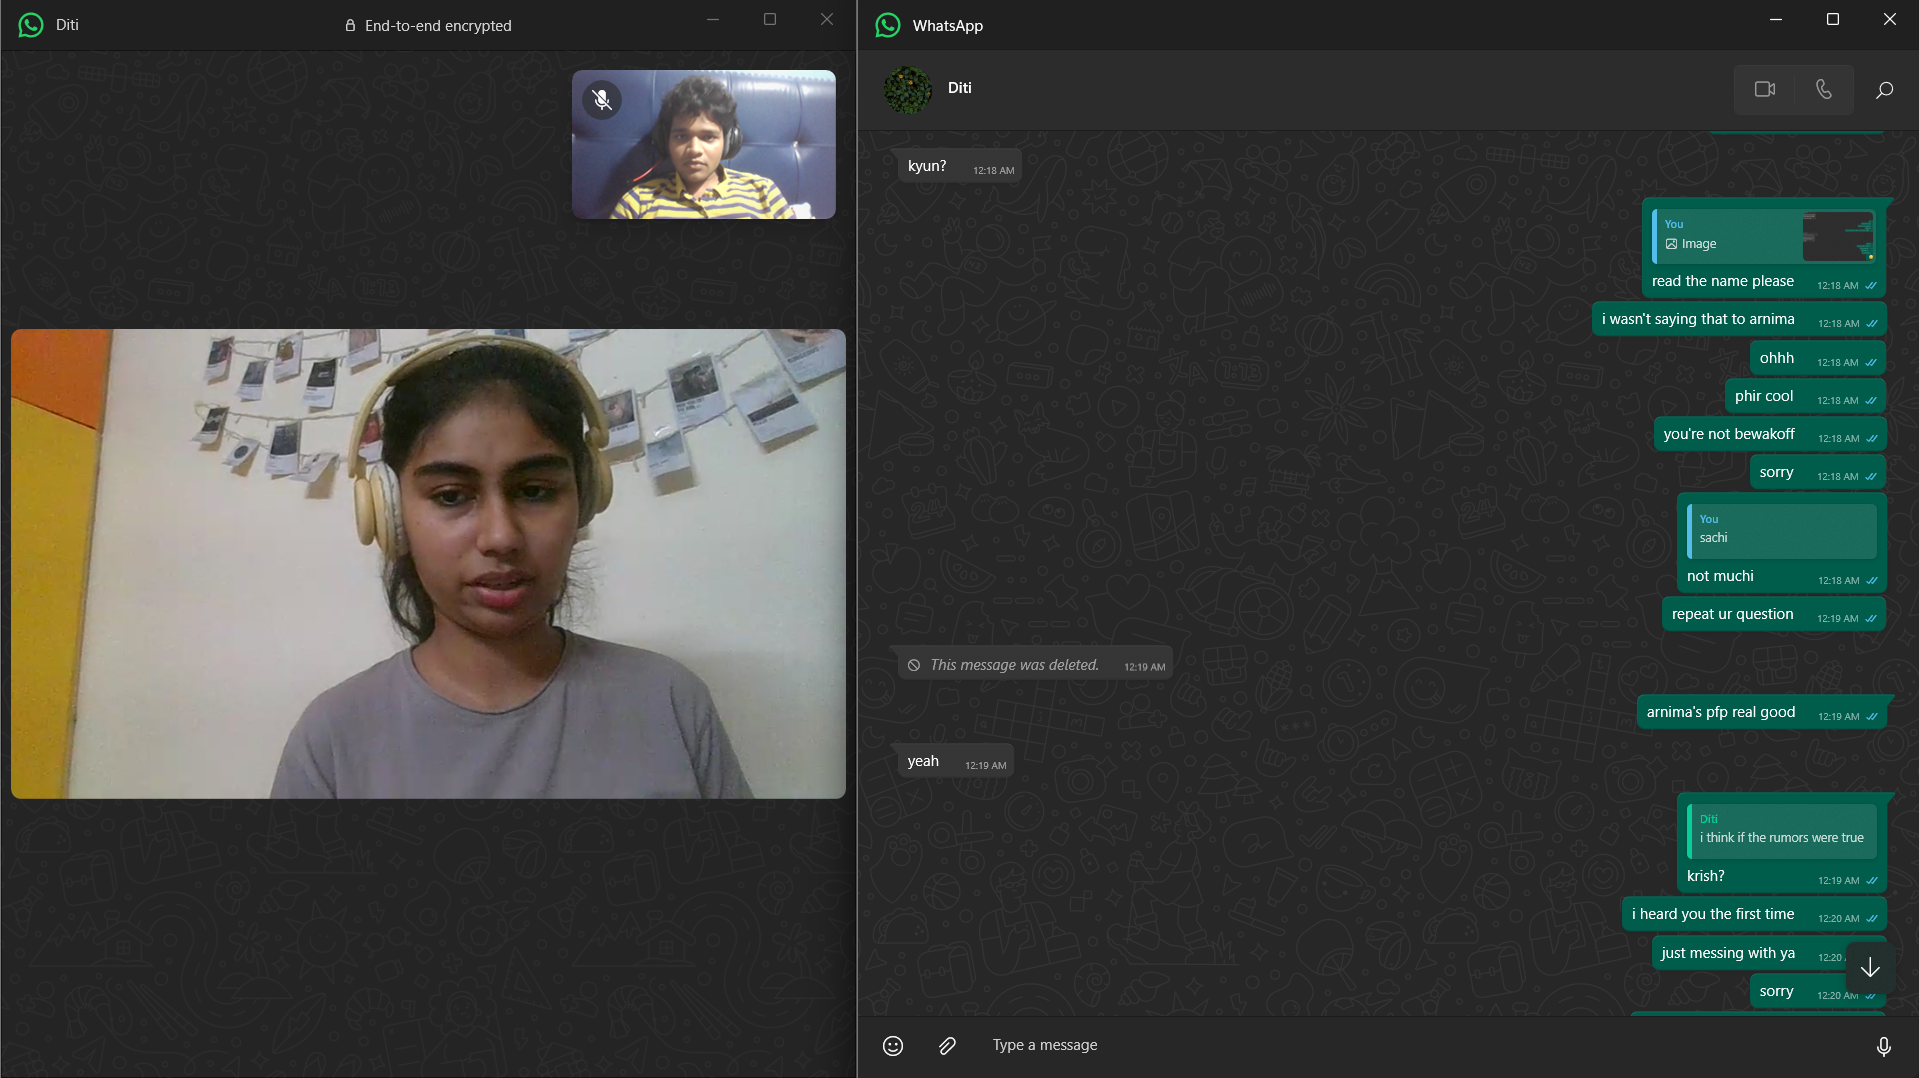 Diti
End-to-end encrypted
WhatsApp
Diti
kyun? 12:18 AM
You
Image
read the name please 12:18 AM
i wasn't saying that to arnima 12:18 AM
ohhh 12:18 AM
phir cool 12:18 AM
you're not bewakoff 12:18 AM
sorry 12:18 AM
You
sachi
not muchi 12:18 AM
repeat ur question 12:19 AM
This message was deleted. 12:19 AM
arnima's pfp real good 12:19 AM
yeah 12:19 AM
Diti
i think if the rumors were true
krish? 12:19 AM
i heard you the first time 12:20 AM
just messing with ya 12:20
sorry 12:20 AM
Type a message